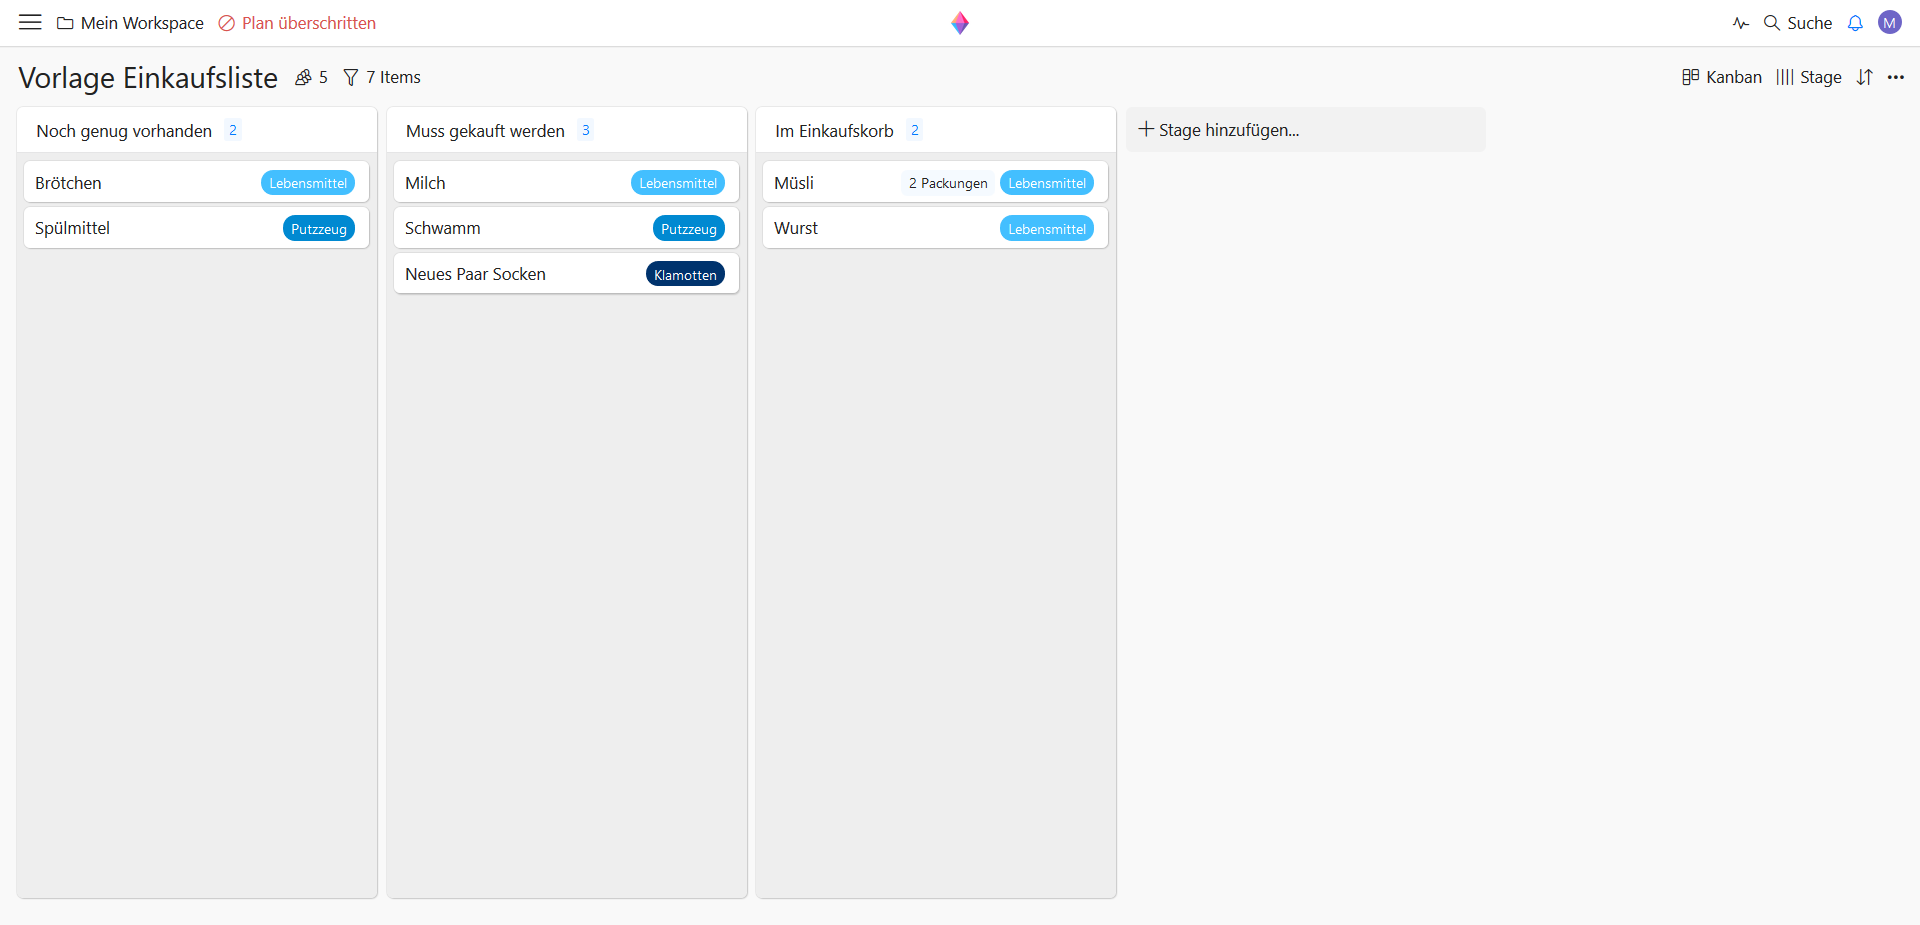 Mein Workspace Plan überschritten Suche M
Vorlage Einkaufsliste 5 7 Items Kanban Stage
Noch genug vorhanden 2
Brötchen Lebensmittel
Spülmittel Putzzeug
Muss gekauft werden 3
Milch Lebensmittel
Schwamm Putzzeug
Neues Paar Socken Klamotten
Im Einkaufskorb 2
Müsli 2 Packungen Lebensmittel
Wurst Lebensmittel
Stage hinzufügen...